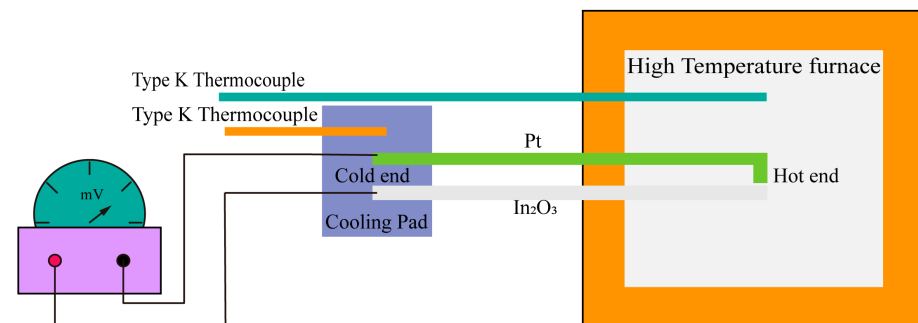 High Temperature furnace
Type K Thermocouple
Type K Thermocouple
Pt
Cold end
Hot end
mV
In₂O₃
Cooling Pad